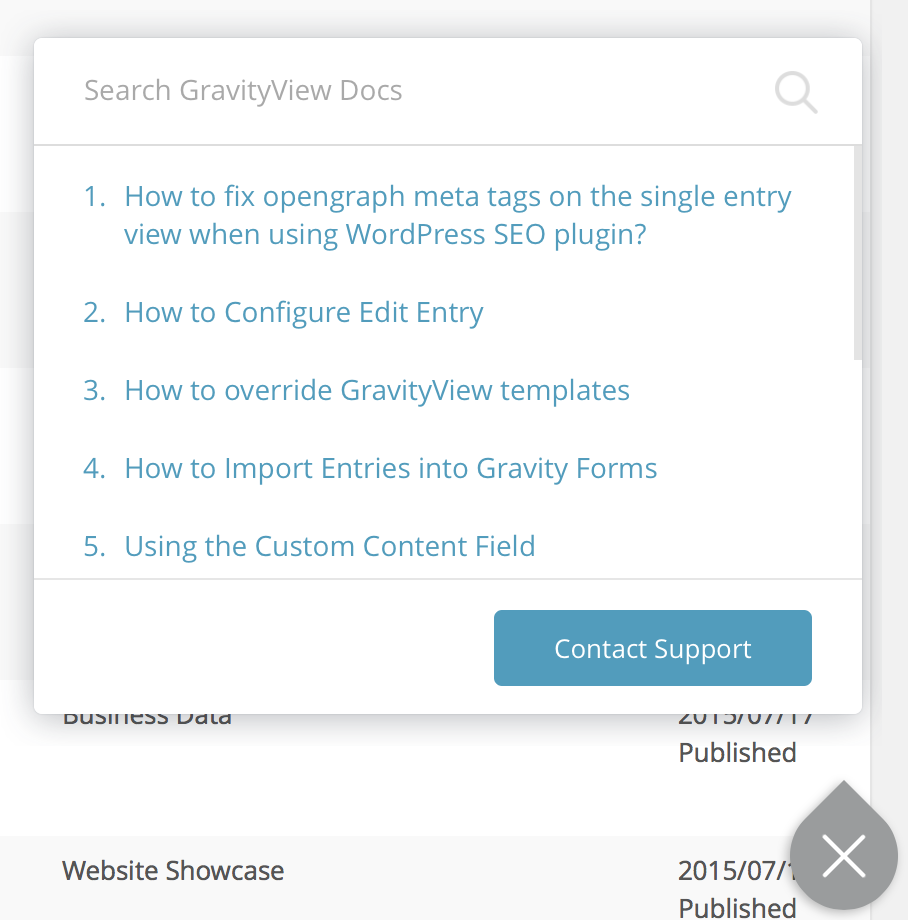 Search GravityView Docs
1. How to fix opengraph meta tags on the single entry
view when using WordPress SEO plugin?
2. How to Configure Edit Entry
3. How to override GravityView templates
4. How to Import Entries into Gravity Forms
5. Using the Custom Content Field
Contact Support
Business Data 2015/07/17
Published
Website Showcase 2015/07/1
Published